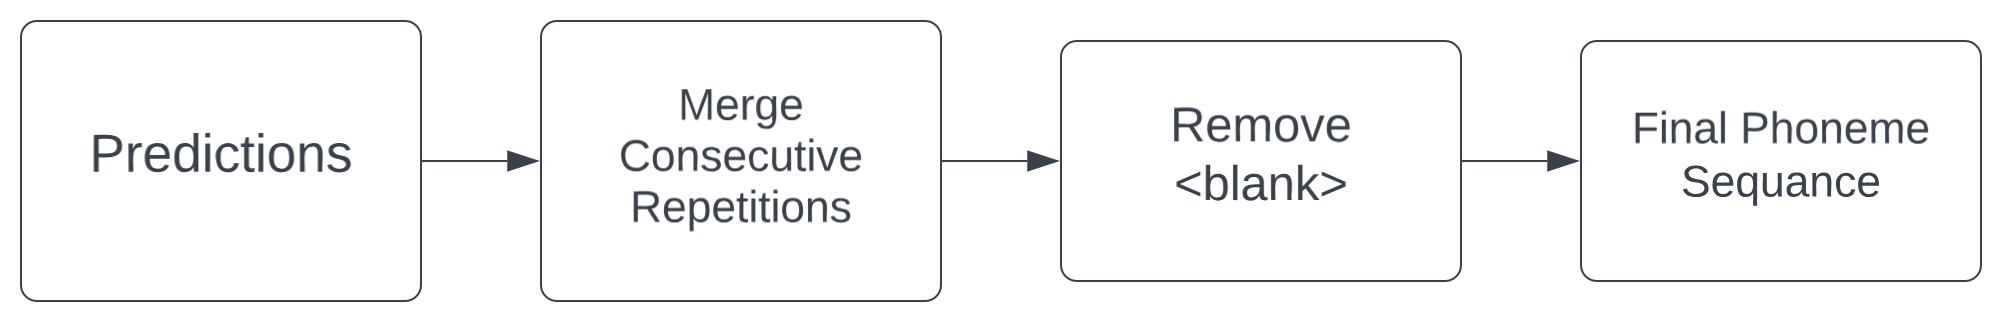 Predictions
Merge
Consecutive
Repetitions
Remove
<blank>
Final Phoneme
Sequance